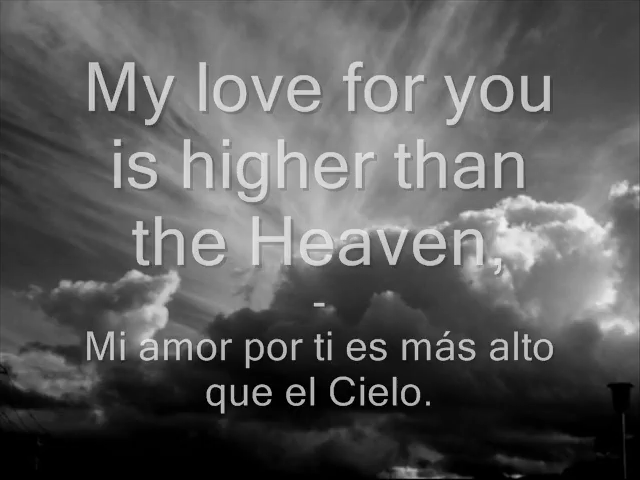 My love for you
is higher than
the Heaven,
-
Mi amor por ti es más alto
que el Cielo.